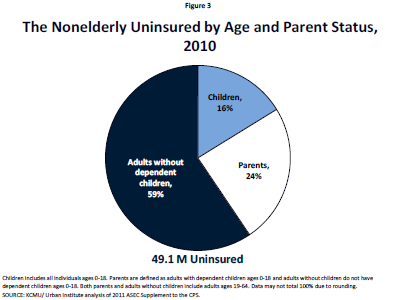 Figure 3
The Nonelderly Uninsured by Age and Parent Status,
2010
Children,
16%
Parents,
24%
Adults without
dependent
children,
59%
49.1 M Uninsured
Children includes all individuals ages 0-18. Parents are defined as adults with dependent children ages 0-18 and adults without children do not have
dependent children ages 0-18. Both parents and adults without children include adults ages 19-64. Data may not total 100% due to rounding.
SOURCE: KCMU/ Urban Institute analysis of 2011 ASEC Supplement to the CPS.